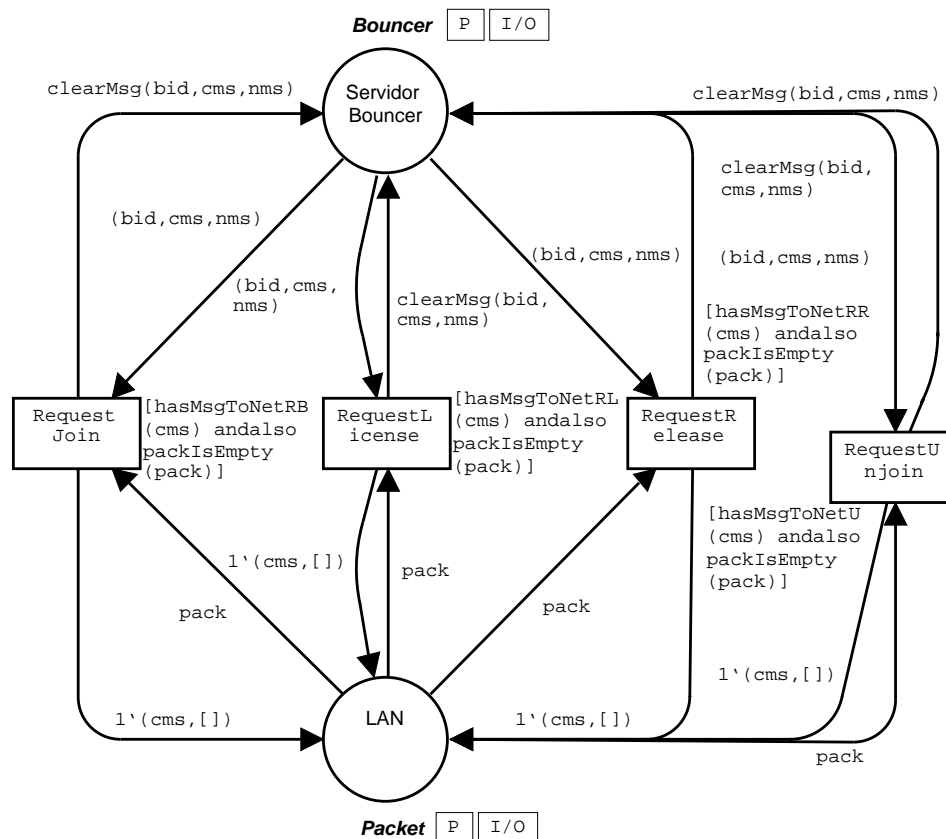 Bouncer P I/O
clearMsg(bid,cms,nms)
Servidor
Bouncer
clearMsg(bid,cms,nms)
clearMsg(bid,
cms,nms)
(bid,cms,nms)
(bid,cms,
nms)
(bid,cms,nms)
(bid,cms,nms)
clearMsg(bid,
cms,nms)
[hasMsgToNetRR
(cms) andalso
packIsEmpty
(pack)]
Request
Join
[hasMsgToNetRB
(cms) andalso
packIsEmpty
(pack)]
RequestL
icense
[hasMsgToNetRL
(cms) andalso
packIsEmpty
(pack)]
RequestR
elease
RequestU
njoin
[hasMsgToNetU
(cms) andalso
packIsEmpty
(pack)]
1‘(cms,[])
pack
pack
pack
1‘(cms,[])
1‘(cms,[])
LAN
1‘(cms,[])
pack
Packet P I/O